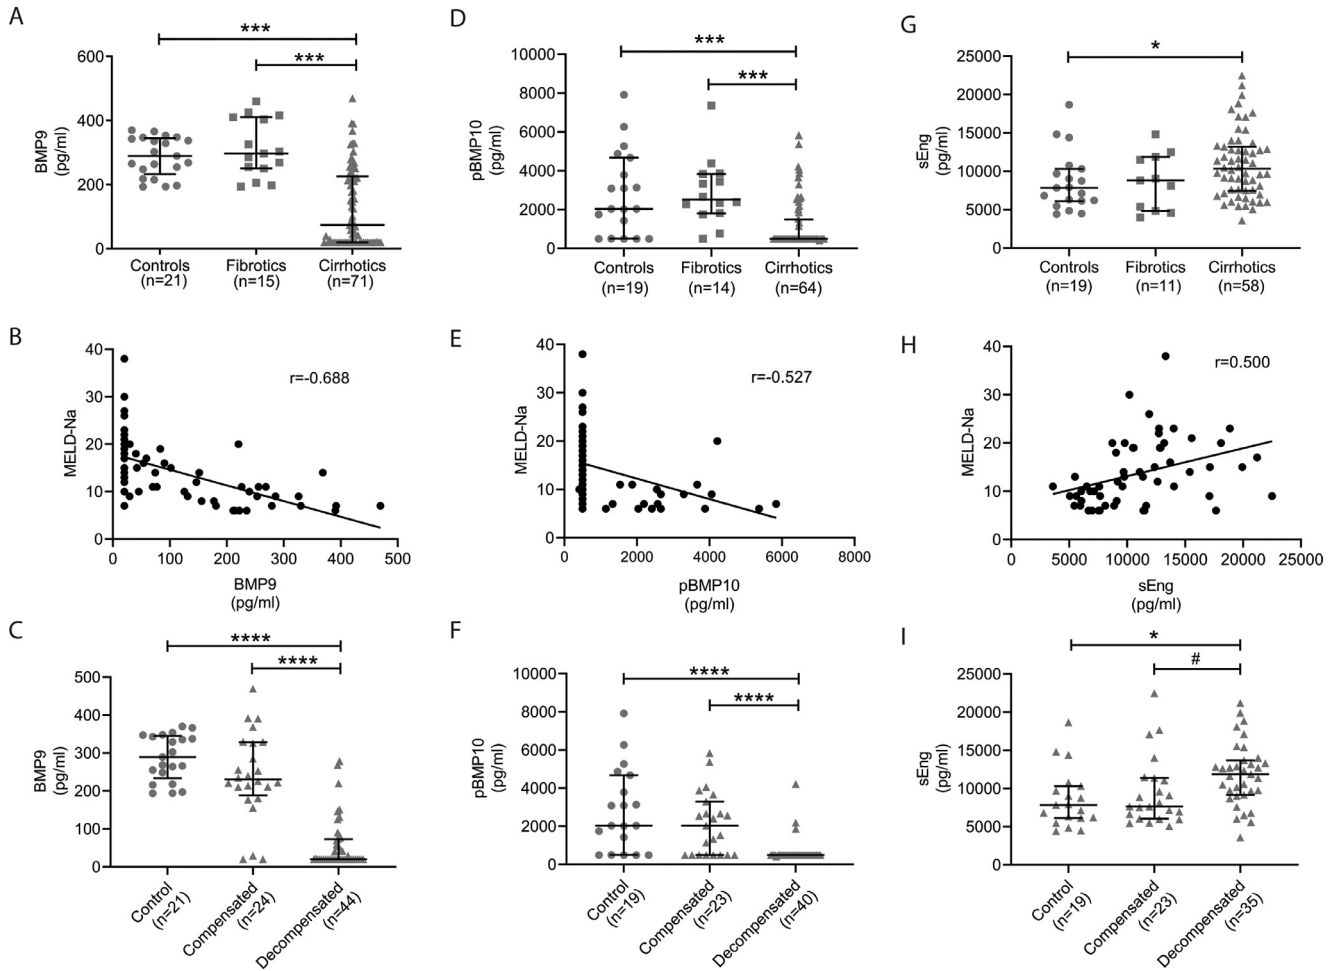 A
***
***
600
400
200
0
BMP9
(pg/ml)
Controls
(n=21)
Fibrotics
(n=15)
Cirrhotics
(n=71)
D
***
***
10000
8000
6000
4000
2000
0
pBMP10
(pg/ml)
Controls
(n=19)
Fibrotics
(n=14)
Cirrhotics
(n=64)
G
*
25000
20000
15000
10000
5000
0
sEng
(pg/ml)
Controls
(n=19)
Fibrotics
(n=11)
Cirrhotics
(n=58)
B
r=-0.688
40
30
20
10
0
MELD-Na
0 100 200 300 400 500
BMP9
(pg/ml)
E
r=-0.527
40
30
20
10
0
MELD-Na
0 2000 4000 6000 8000
pBMP10
(pg/ml)
H
r=0.500
40
30
20
10
0
MELD-Na
0 5000 10000 15000 20000 25000
sEng
(pg/ml)
C
****
****
500
400
300
200
100
0
BMP9
(pg/ml)
Control
(n=21)
Compensated
(n=24)
Decompensated
(n=44)
F
****
****
10000
8000
6000
4000
2000
0
pBMP10
(pg/ml)
Control
(n=19)
Compensated
(n=23)
Decompensated
(n=40)
I
*
#
25000
20000
15000
10000
5000
0
sEng
(pg/ml)
Control
(n=19)
Compensated
(n=23)
Decompensated
(n=35)